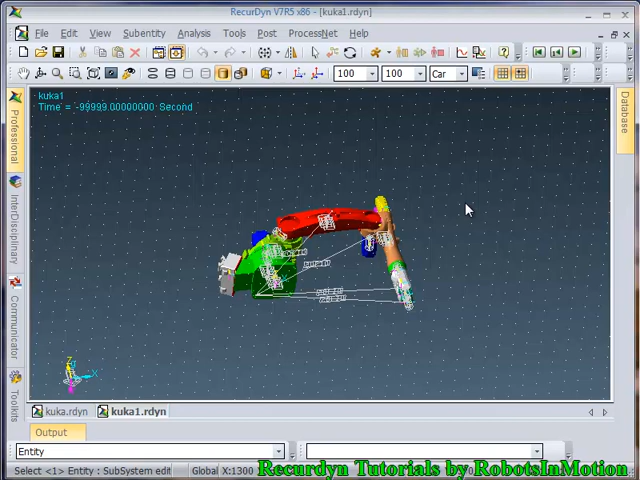 RecurDyn V7R5 x86 - [kuka1.rdyn]
File Edit View Subentity Analysis Tools Post ProcessNet Help
100 100 Car
kuka1
Time = -99999.00000000 Second
Professional
InterDisciplinary
Communicator
Toolkits
Database
Z
X
kuka.rdyn kuka1.rdyn
Output
Entity
Select <1> Entity : SubSystem edit Global X:1300
Recurdyn Tutorials by RobotsInMotion